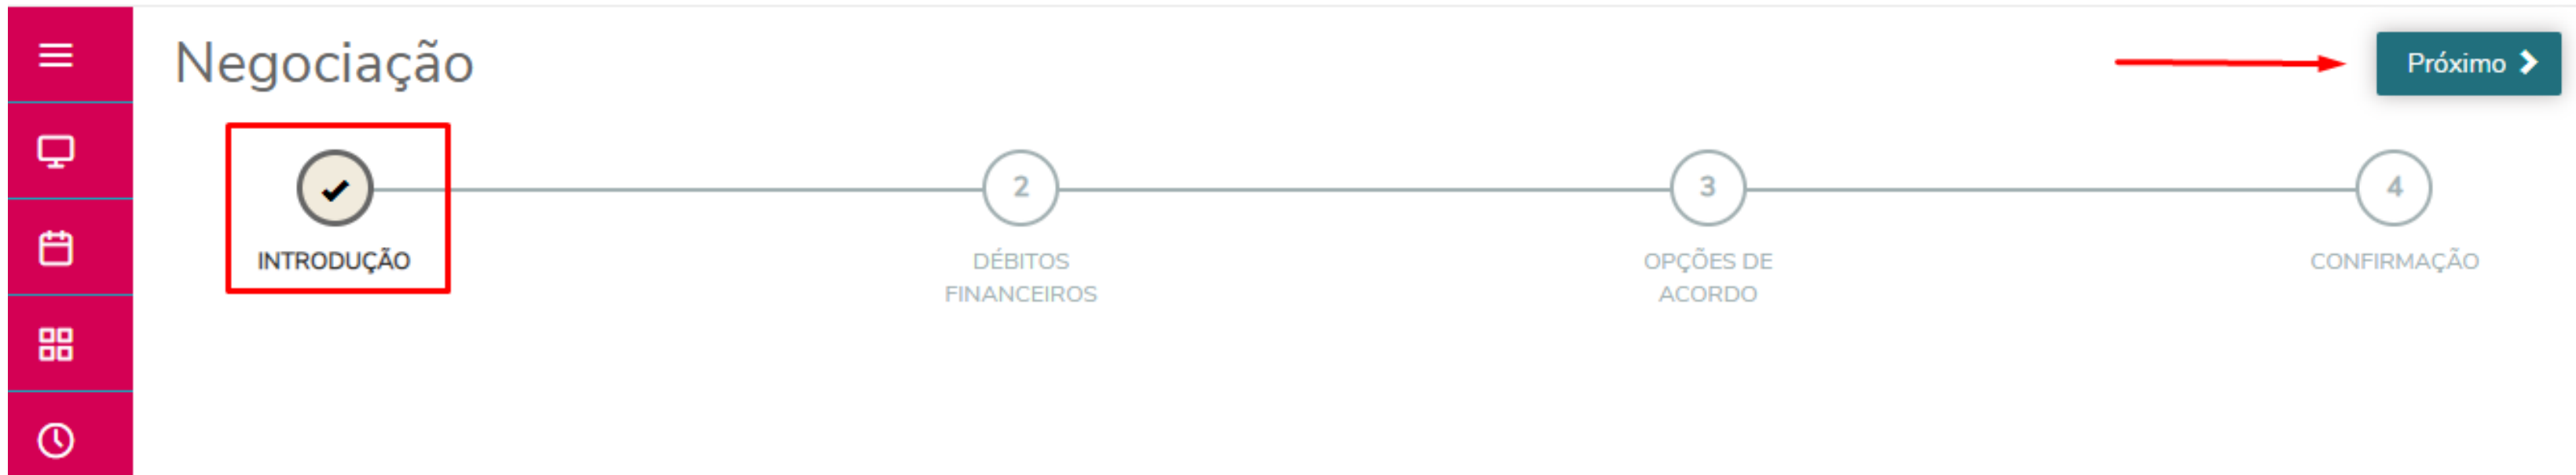 Negociação
Próximo
2
3
4
INTRODUÇÃO
DÉBITOS
FINANCEIROS
OPÇÕES DE
ACORDO
CONFIRMAÇÃO